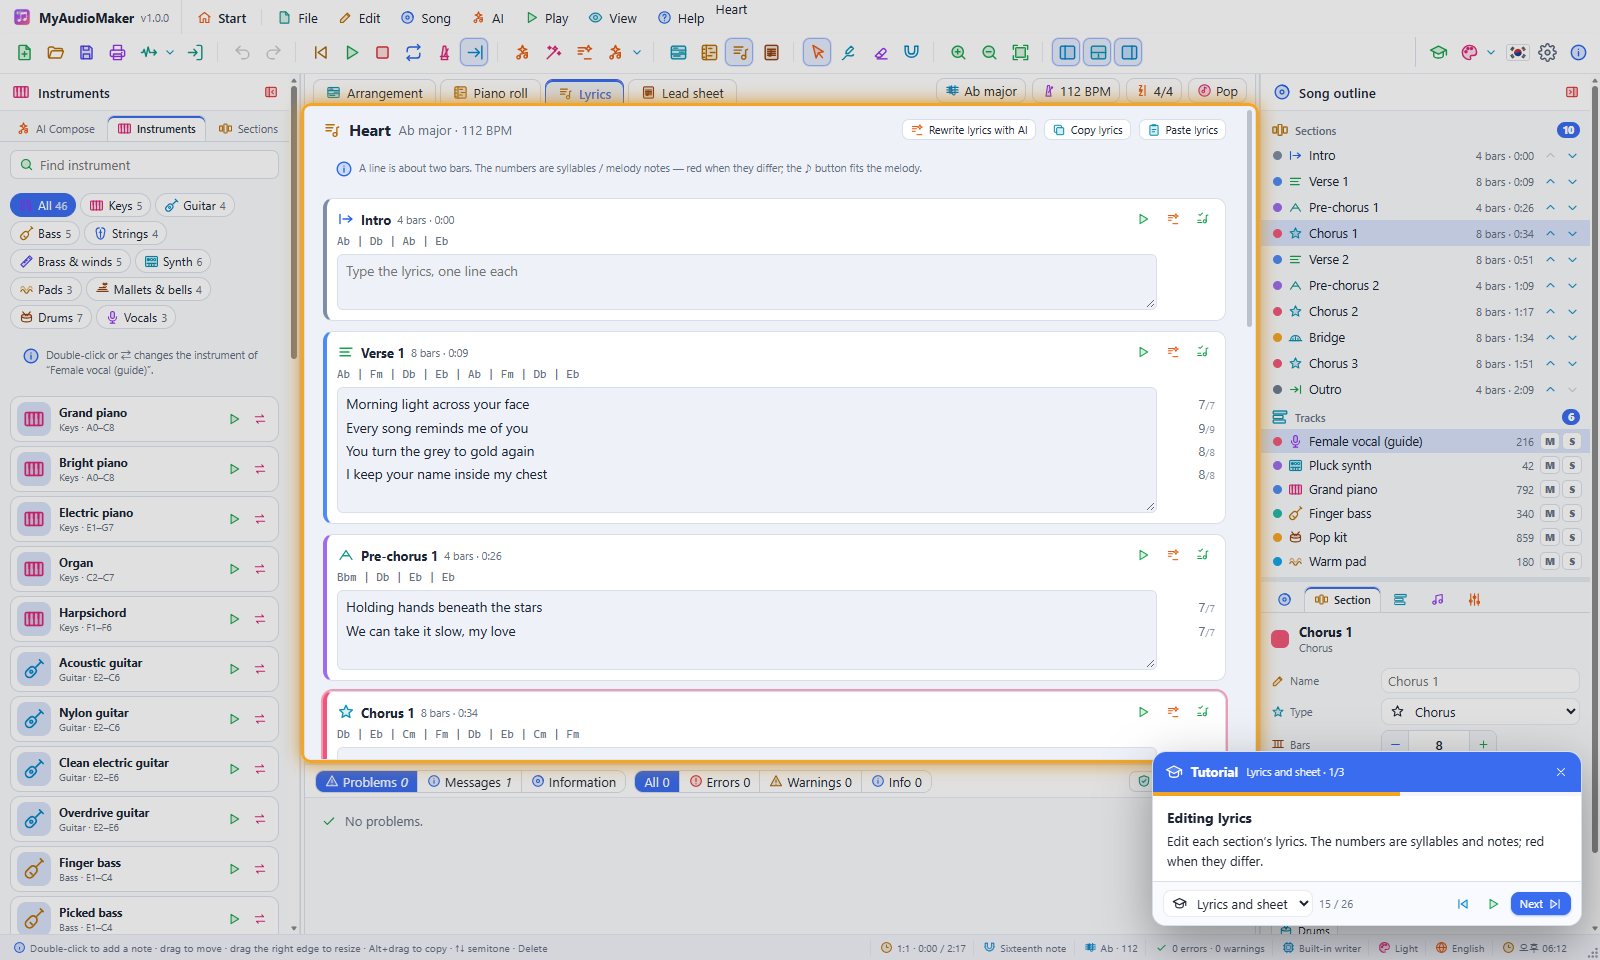 MyAudioMaker v1.0.0 Start File Edit Song AI Play View Help Heart
Instruments
AI Compose Instruments Sections
Find instrument
All 46 Keys 5 Guitar 4
Bass 5 Strings 4
Brass & winds 5 Synth 6
Pads 3 Mallets & bells 4
Drums 7 Vocals 3
Double-click or ⇄ changes the instrument of
“Female vocal (guide)”.
Grand piano
Keys · A0–C8
Bright piano
Keys · A0–C8
Electric piano
Keys · E1–G7
Organ
Keys · C2–C7
Harpsichord
Keys · F1–F6
Acoustic guitar
Guitar · E2–C6
Nylon guitar
Guitar · E2–C6
Clean electric guitar
Guitar · E2–E6
Overdrive guitar
Guitar · E2–E6
Finger bass
Bass · E1–C4
Picked bass
Bass · E1–C4
Arrangement Piano roll Lyrics Lead sheet Ab major 112 BPM 4/4 Pop
Heart Ab major · 112 BPM Rewrite lyrics with AI Copy lyrics Paste lyrics
A line is about two bars. The numbers are syllables / melody notes — red when they differ; the ♪ button fits the melody.
Intro 4 bars · 0:00
Ab | Db | Ab | Eb
Type the lyrics, one line each
Verse 1 8 bars · 0:09
Ab | Fm | Db | Eb | Ab | Fm | Db | Eb
Morning light across your face 7/7
Every song reminds me of you 9/9
You turn the grey to gold again 8/8
I keep your name inside my chest 8/8
Pre-chorus 1 4 bars · 0:26
Bbm | Db | Eb | Eb
Holding hands beneath the stars 7/7
We can take it slow, my love 7/7
Chorus 1 8 bars · 0:34
Db | Eb | Cm | Fm | Db | Eb | Cm | Fm
Problems 0 Messages 1 Information All 0 Errors 0 Warnings 0 Info 0
No problems.
Song outline
Sections 10
Intro 4 bars · 0:00
Verse 1 8 bars · 0:09
Pre-chorus 1 4 bars · 0:26
Chorus 1 8 bars · 0:34
Verse 2 8 bars · 0:51
Pre-chorus 2 4 bars · 1:09
Chorus 2 8 bars · 1:17
Bridge 8 bars · 1:34
Chorus 3 8 bars · 1:51
Outro 4 bars · 2:09
Tracks 6
Female vocal (guide) 216 M S
Pluck synth 42 M S
Grand piano 792 M S
Finger bass 340 M S
Pop kit 859 M S
Warm pad 180 M S
Section
Chorus 1
Chorus
Name Chorus 1
Type Chorus
Bars 8
Tutorial Lyrics and sheet · 1/3
Editing lyrics
Edit each section's lyrics. The numbers are syllables and notes; red
when they differ.
Lyrics and sheet 15 / 26 Next
Drums
Double-click to add a note · drag to move · drag the right edge to resize · Alt+drag to copy · ↑↓ semitone · Delete 1:1 · 0:00 / 2:17 Sixteenth note Ab · 112 0 errors · 0 warnings Built-in writer Light English 오후 06:12